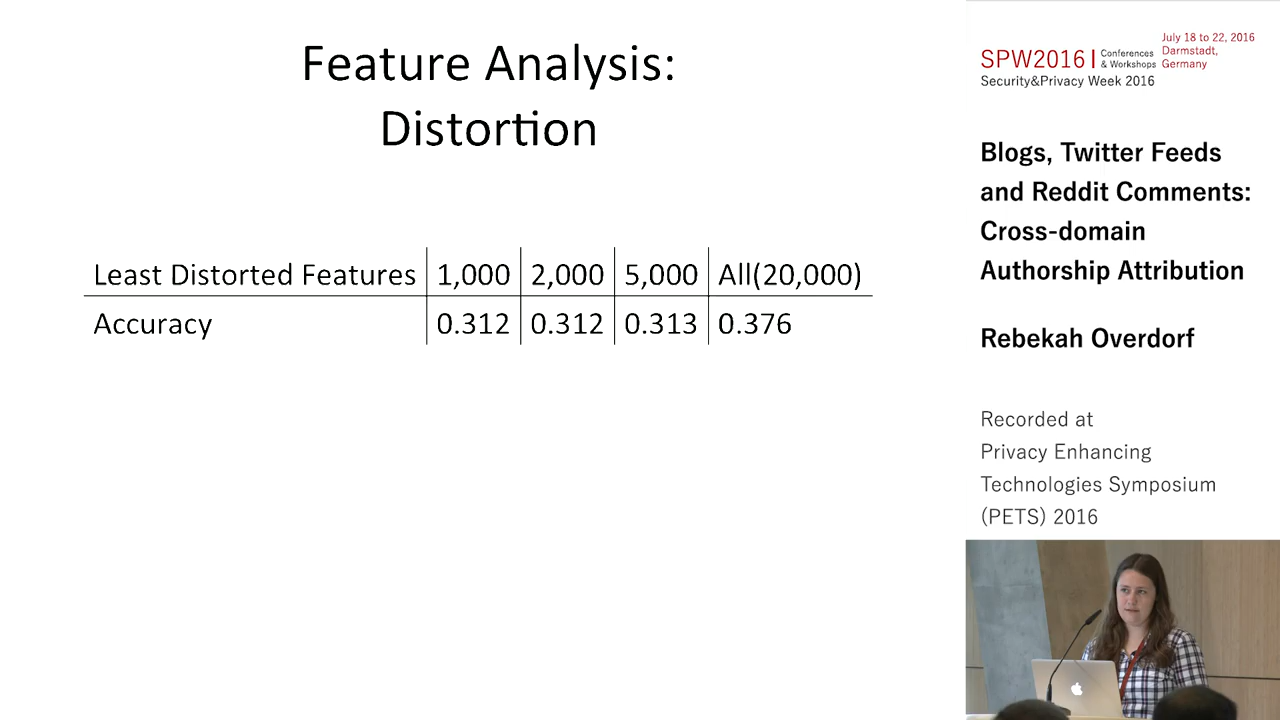 Feature Analysis:
Distortion
Least Distorted Features 1,000 2,000 5,000 All(20,000)
Accuracy 0.312 0.312 0.313 0.376
SPW2016 | Conferences & Workshops
July 18 to 22, 2016
Darmstadt,
Germany
Security&Privacy Week 2016
Blogs, Twitter Feeds
and Reddit Comments:
Cross-domain
Authorship Attribution
Rebekah Overdorf
Recorded at
Privacy Enhancing
Technologies Symposium
(PETS) 2016